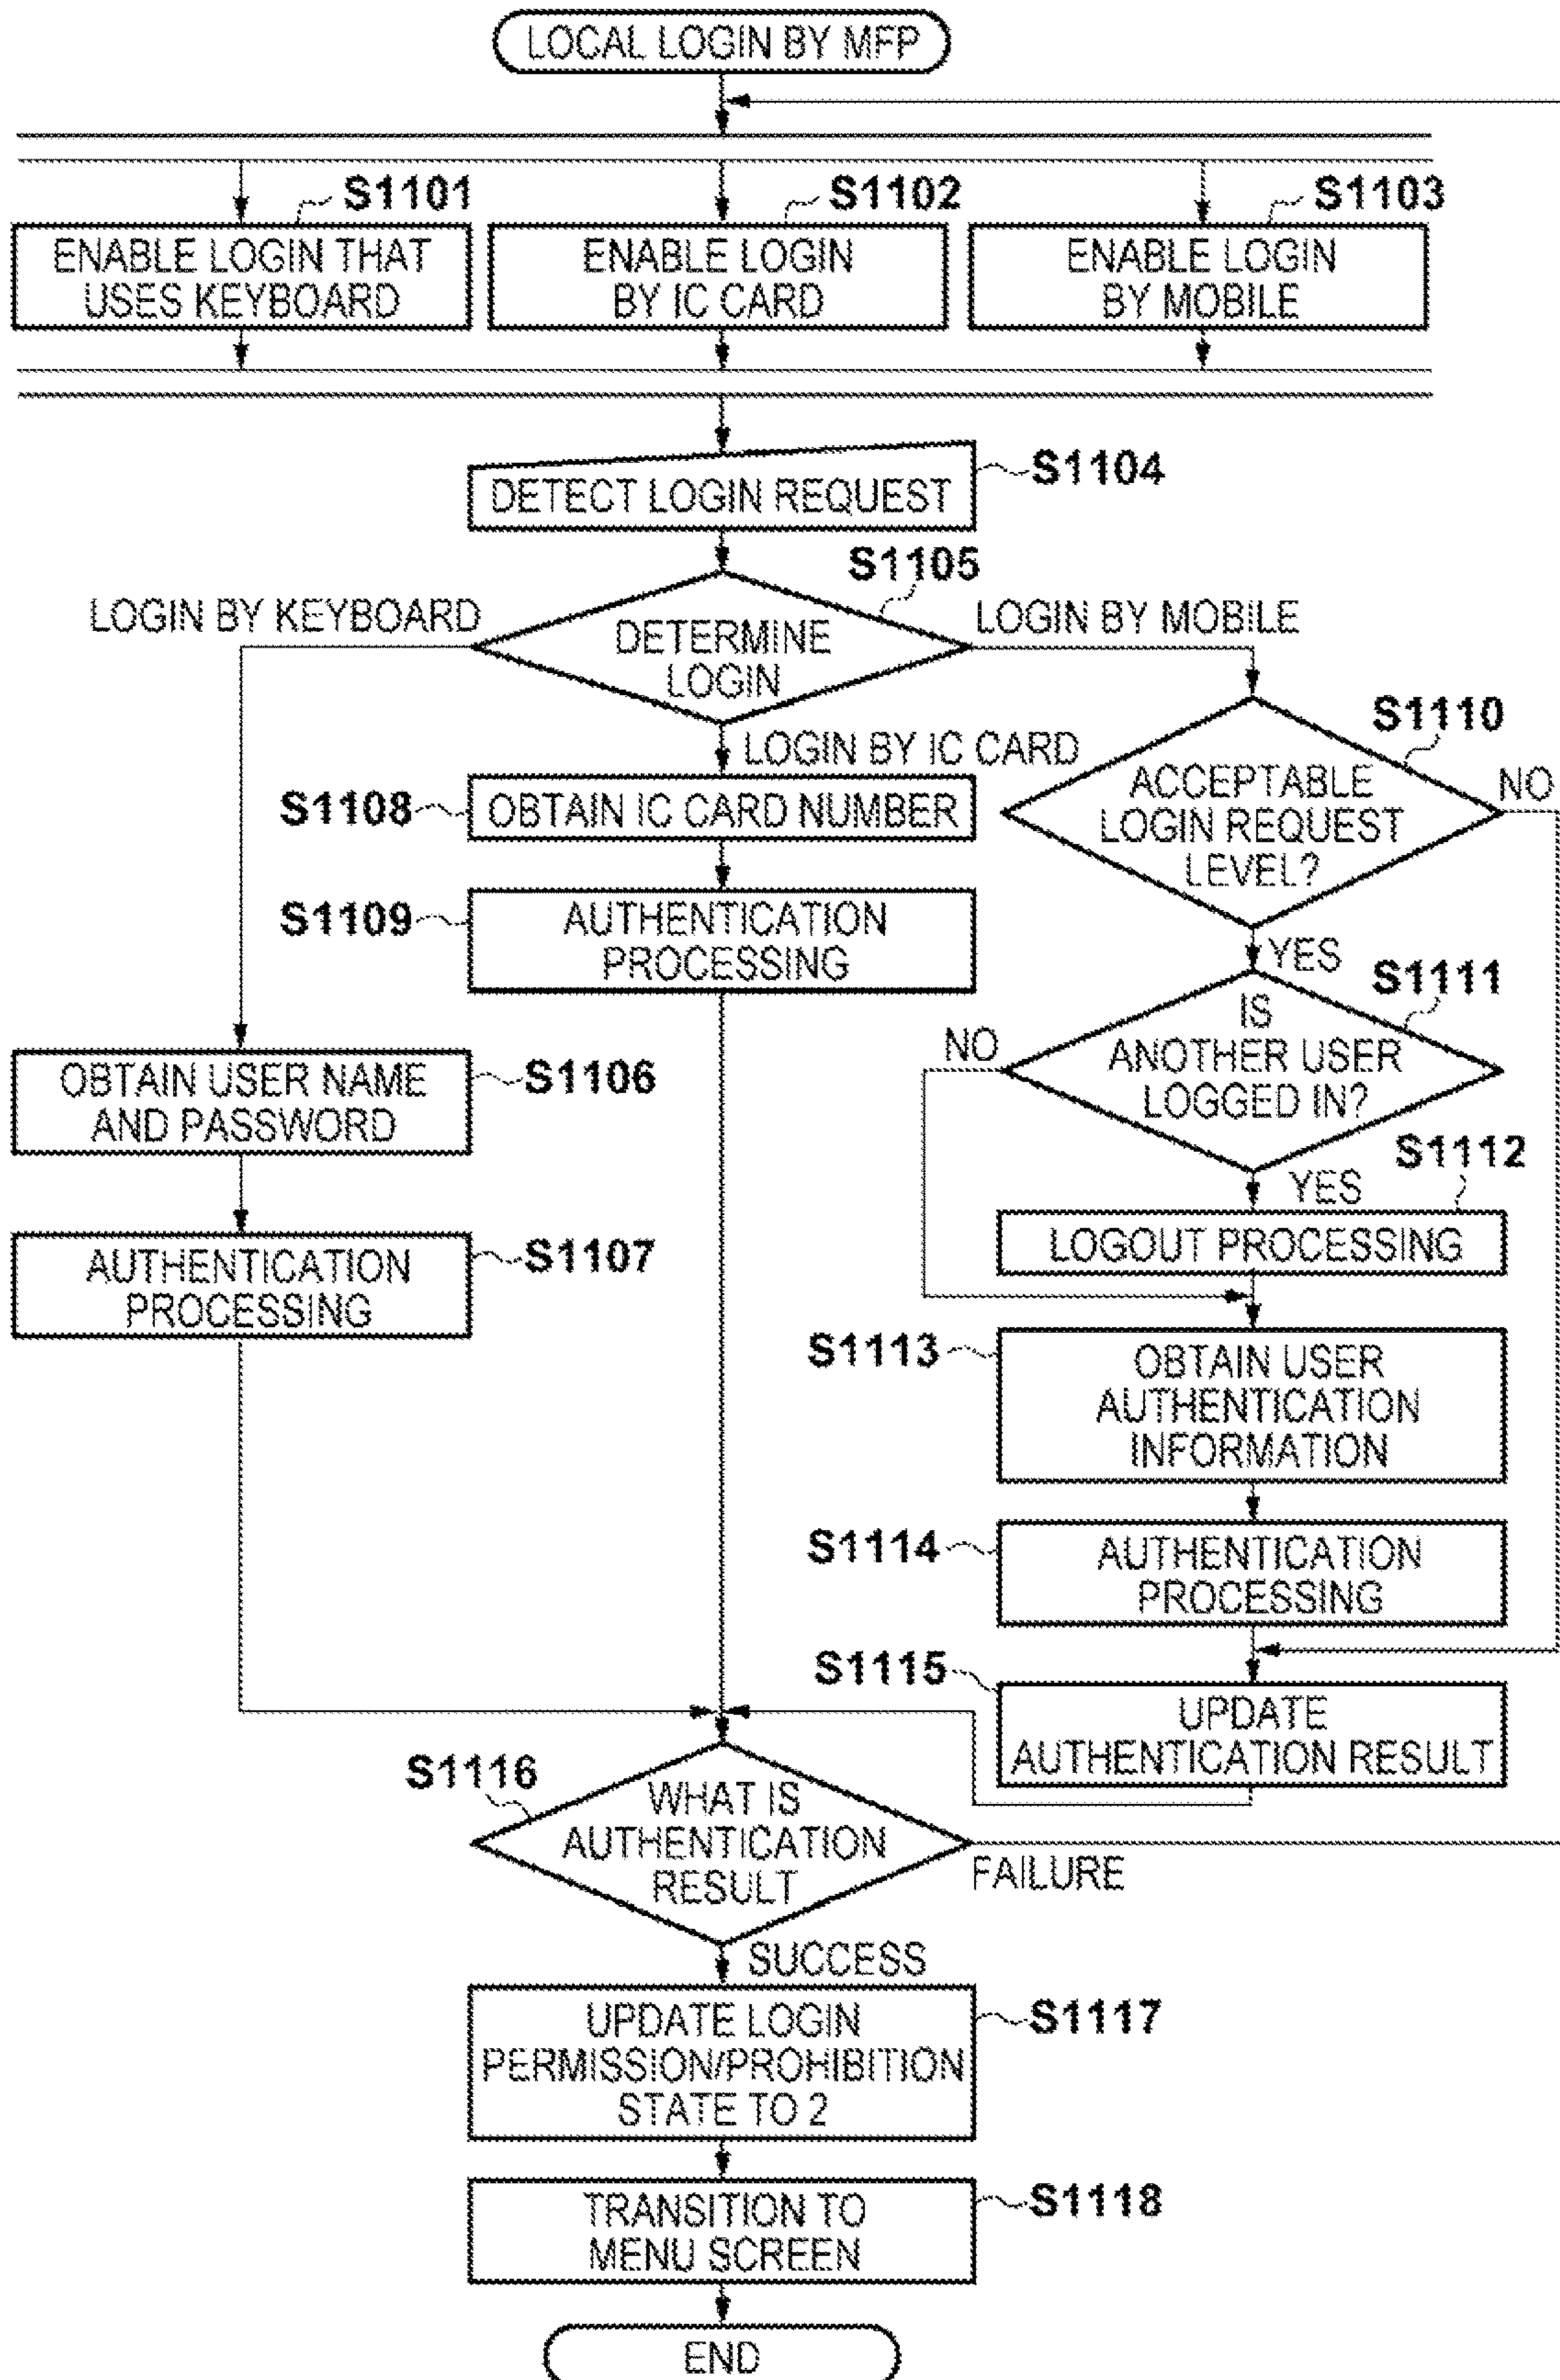 LOCAL LOGIN BY MFP
S1101
S1102
S1103
ENABLE LOGIN THAT
USES KEYBOARD
ENABLE LOGIN
BY IC CARD
ENABLE LOGIN
BY MOBILE
S1104
DETECT LOGIN REQUEST
S1105
LOGIN BY KEYBOARD
DETERMINE
LOGIN
LOGIN BY MOBILE
LOGIN BY IC CARD
S1110
ACCEPTABLE
LOGIN REQUEST
LEVEL?
NO
S1108
OBTAIN IC CARD NUMBER
S1109
AUTHENTICATION
PROCESSING
YES
S1111
IS
ANOTHER USER
LOGGED IN?
NO
S1106
OBTAIN USER NAME
AND PASSWORD
YES
S1112
LOGOUT PROCESSING
S1107
AUTHENTICATION
PROCESSING
S1113
OBTAIN USER
AUTHENTICATION
INFORMATION
S1114
AUTHENTICATION
PROCESSING
S1115
UPDATE
AUTHENTICATION RESULT
S1116
WHAT IS
AUTHENTICATION
RESULT
FAILURE
SUCCESS
S1117
UPDATE LOGIN
PERMISSION/PROHIBITION
STATE TO 2
S1118
TRANSITION TO
MENU SCREEN
END